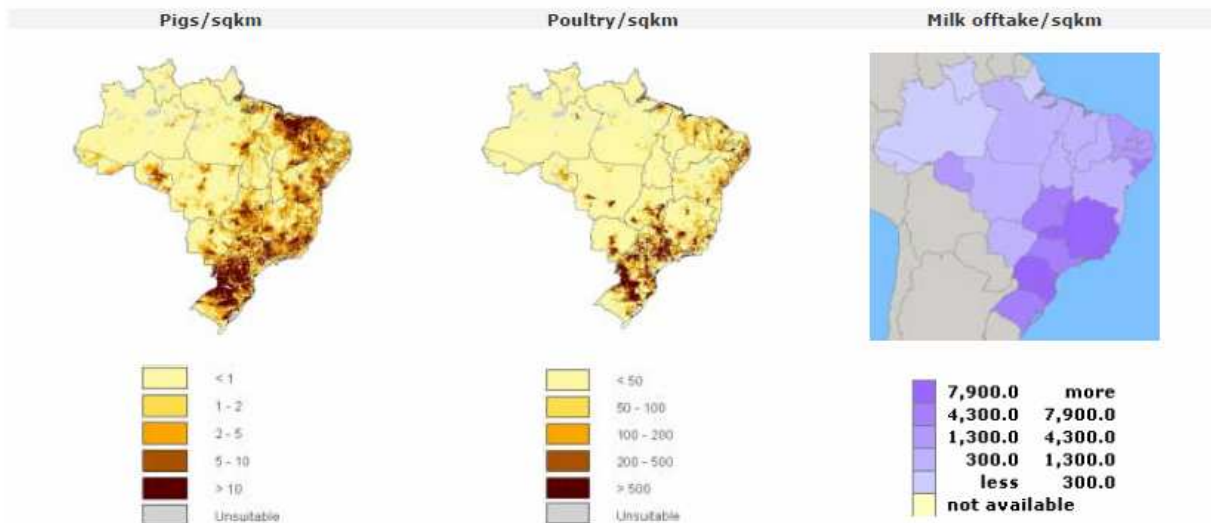 Pigs/sqkm
Poultry/sqkm
Milk offtake/sqkm
< 1
1 - 2
2 - 5
5 - 10
> 10
Unsuitable
< 50
50 - 100
100 - 200
200 - 500
> 500
Unsuitable
7,900.0 more
4,300.0 7,900.0
1,300.0 4,300.0
300.0 1,300.0
less 300.0
not available